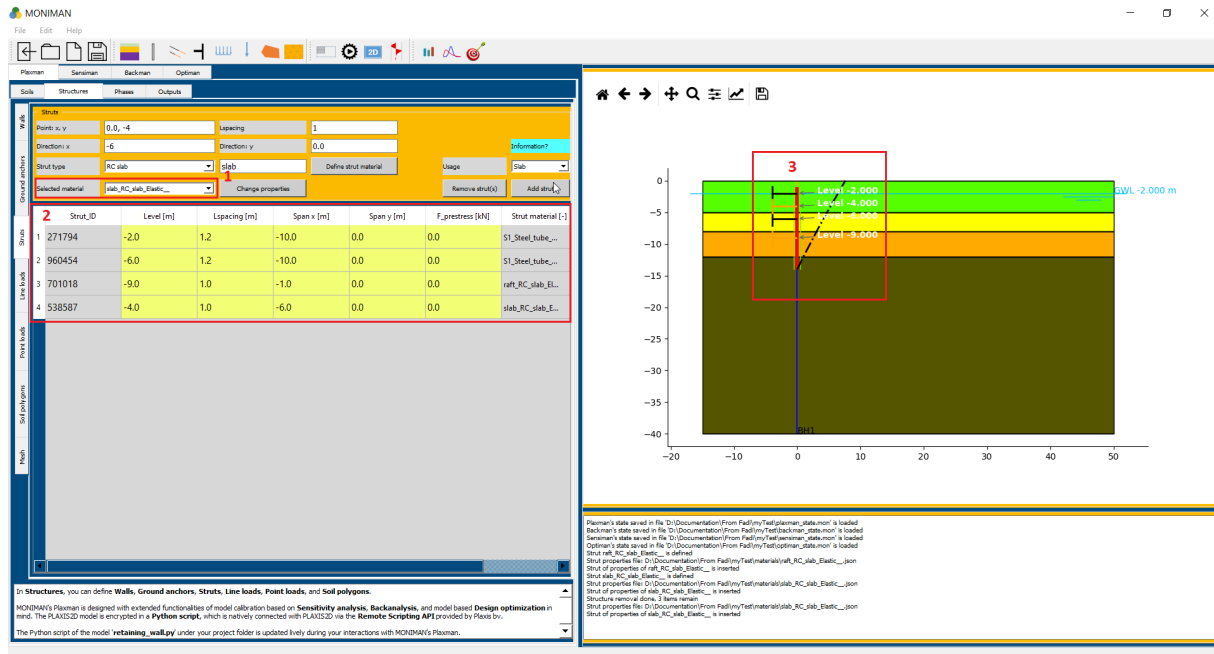 MONIMAN
File Edit Help
2D
Plaxman Sensiman Backman Optiman
Soils Structures Phases Outputs
Walls
Ground anchors
Struts
Line loads
Point loads
Soil polygons
Mesh
Struts
Point: x, y 0.0, -4 Lspacing 1
Direction: x -6 Direction: y 0.0 Information?
Strut type RC slab slab Define strut material Usage Slab
1
Selected material slab_RC_slab_Elastic__ Change properties Remove strut(s) Add strut
2 Strut_ID Level [m] Lspacing [m] Span x [m] Span y [m] F_prestress [kN] Strut material [-]
1 271794 -2.0 1.2 -10.0 0.0 0.0 S1_Steel_tube_...
2 960454 -6.0 1.2 -10.0 0.0 0.0 S1_Steel_tube_...
3 701018 -9.0 1.0 -1.0 0.0 0.0 raft_RC_slab_El...
4 538587 -4.0 1.0 -6.0 0.0 0.0 slab_RC_slab_E...
In Structures, you can define Walls, Ground anchors, Struts, Line loads, Point loads, and Soil polygons.
MONIMAN's Plaxman is designed with extended functionalities of model calibration based on Sensitivity analysis, Backanalysis, and model based Design optimization in
mind. The PLAXIS2D model is encrypted in a Python script, which is natively connected with PLAXIS2D via the Remote Scripting API provided by Plaxis bv.
The Python script of the model 'retaining_wall.py' under your project folder is updated lively during your interactions with MONIMAN's Plaxman.
3
Level -2.000
Level -4.000
Level -6.000
Level -9.000
GWL -2.000 m
BH1
0
−5
−10
−15
−20
−25
−30
−35
−40
−20 −10 0 10 20 30 40 50
Plaxman's state saved in file 'D:\Documentation\From Fadi\myTest\plaxman_state.mon' is loaded
Backman's state saved in file 'D:\Documentation\From Fadi\myTest\backman_state.mon' is loaded
Sensiman's state saved in file 'D:\Documentation\From Fadi\myTest\sensiman_state.mon' is loaded
Optiman's state saved in file 'D:\Documentation\From Fadi\myTest\optiman_state.mon' is loaded
Strut raft_RC_slab_Elastic__ is defined
Strut properties file: D:\Documentation\From Fadi\myTest\materials\raft_RC_slab_Elastic__.json
Strut of properties of raft_RC_slab_Elastic__ is inserted
Strut slab_RC_slab_Elastic__ is defined
Strut properties file: D:\Documentation\From Fadi\myTest\materials\slab_RC_slab_Elastic__.json
Strut of properties of slab_RC_slab_Elastic__ is inserted
Structure removal done, 3 items remain
Strut properties file: D:\Documentation\From Fadi\myTest\materials\slab_RC_slab_Elastic__.json
Strut of properties of slab_RC_slab_Elastic__ is inserted